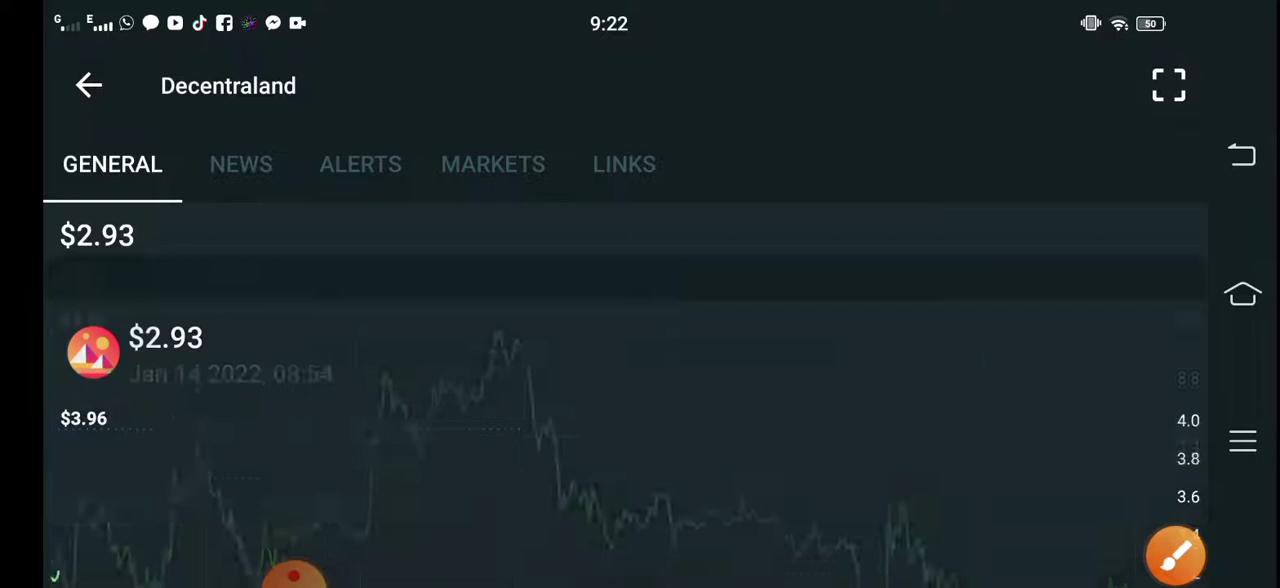 G E 9:22 50
Decentraland
GENERAL NEWS ALERTS MARKETS LINKS
$2.93
$2.93
Jan 14 2022, 08:54
$3.96
4.0
3.8
3.6